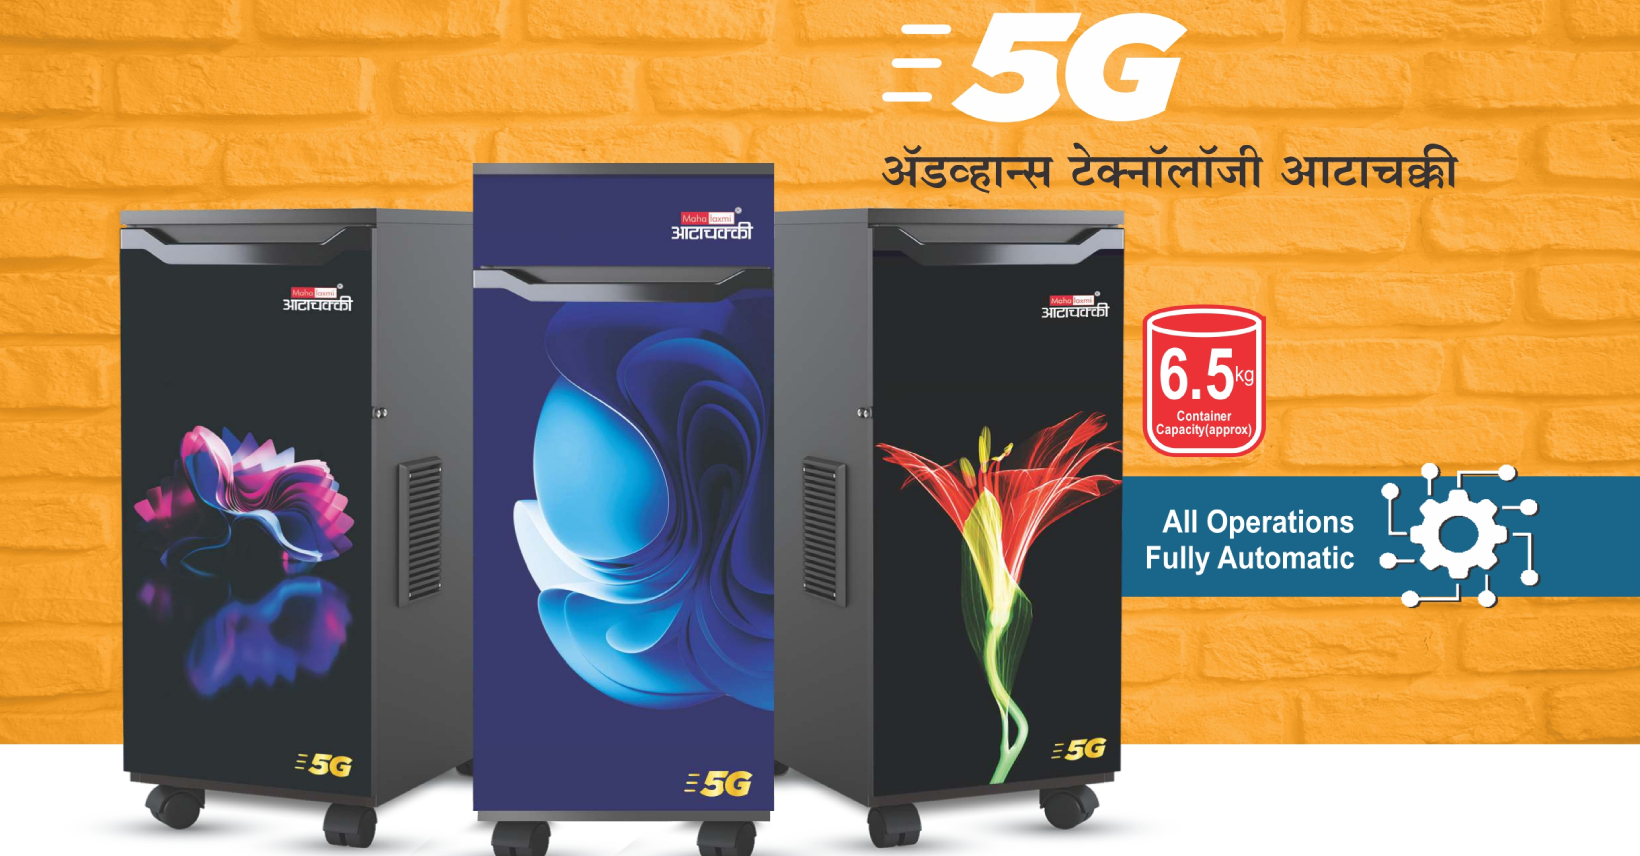 5G
ॲडव्हान्स टेक्नॉलॉजी आटाचक्की
Maha laxmi
आटाचक्की
Maha laxmi
आटाचक्की
Maha laxmi
आटाचक्की
6.5kg
Container
Capacity(approx)
All Operations
Fully Automatic
5G
5G
5G